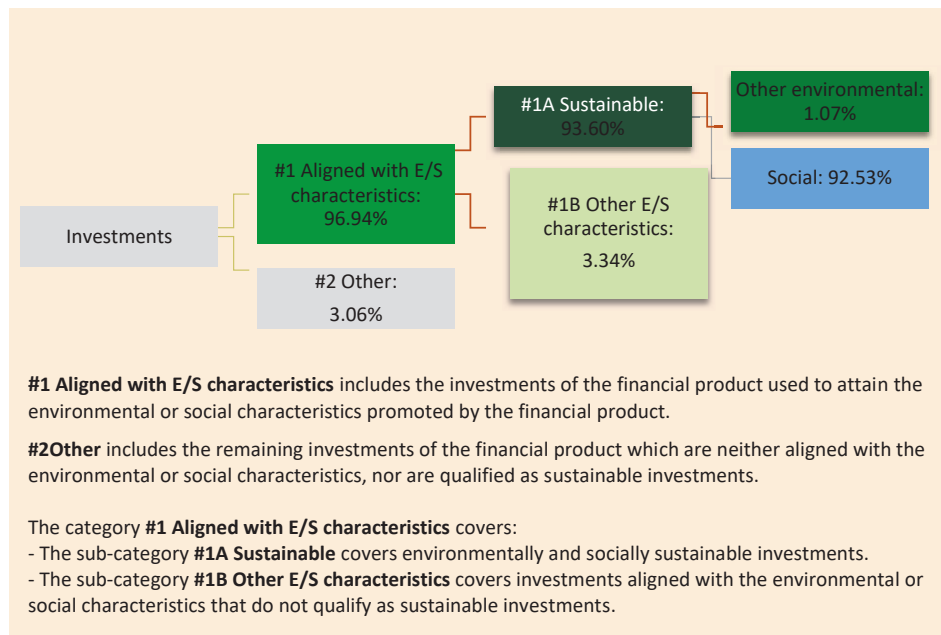 Investments
#1 Aligned with E/S
characteristics:
96.94%
#2 Other:
3.06%
#1A Sustainable:
93.60%
#1B Other E/S
characteristics:
3.34%
Other environmental:
1.07%
Social: 92.53%
#1 Aligned with E/S characteristics includes the investments of the financial product used to attain the
environmental or social characteristics promoted by the financial product.
#2Other includes the remaining investments of the financial product which are neither aligned with the
environmental or social characteristics, nor are qualified as sustainable investments.
The category #1 Aligned with E/S characteristics covers:
- The sub-category #1A Sustainable covers environmentally and socially sustainable investments.
- The sub-category #1B Other E/S characteristics covers investments aligned with the environmental or
social characteristics that do not qualify as sustainable investments.